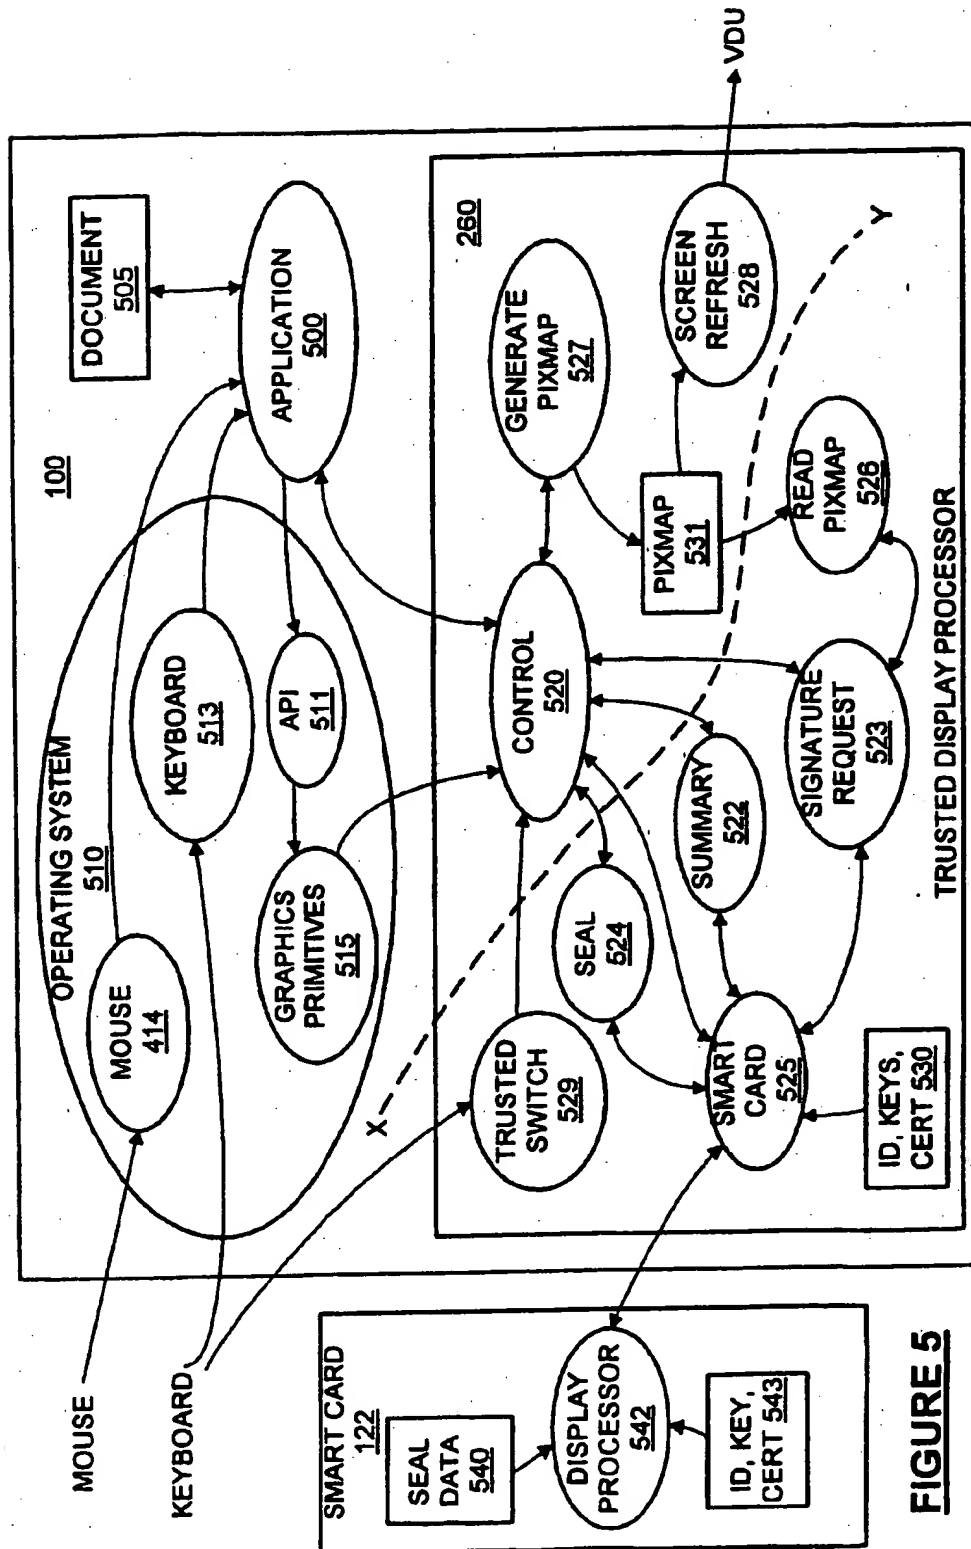 MOUSE
KEYBOARD
100
OPERATING SYSTEM
510
MOUSE
414
KEYBOARD
513
API
511
GRAPHICS
PRIMITIVES
515
DOCUMENT
505
APPLICATION
500
X
260
TRUSTED
SWITCH
529
CONTROL
520
GENERATE
PIXMAP
527
SEAL
524
PIXMAP
531
SCREEN
REFRESH
528
VDU
SUMMARY
522
READ
PIXMAP
526
Y
SMART
CARD
525
SIGNATURE
REQUEST
523
ID, KEYS,
CERT 530
TRUSTED DISPLAY PROCESSOR
SMART CARD
122
SEAL
DATA
540
DISPLAY
PROCESSOR
542
ID, KEY,
CERT 543
FIGURE 5